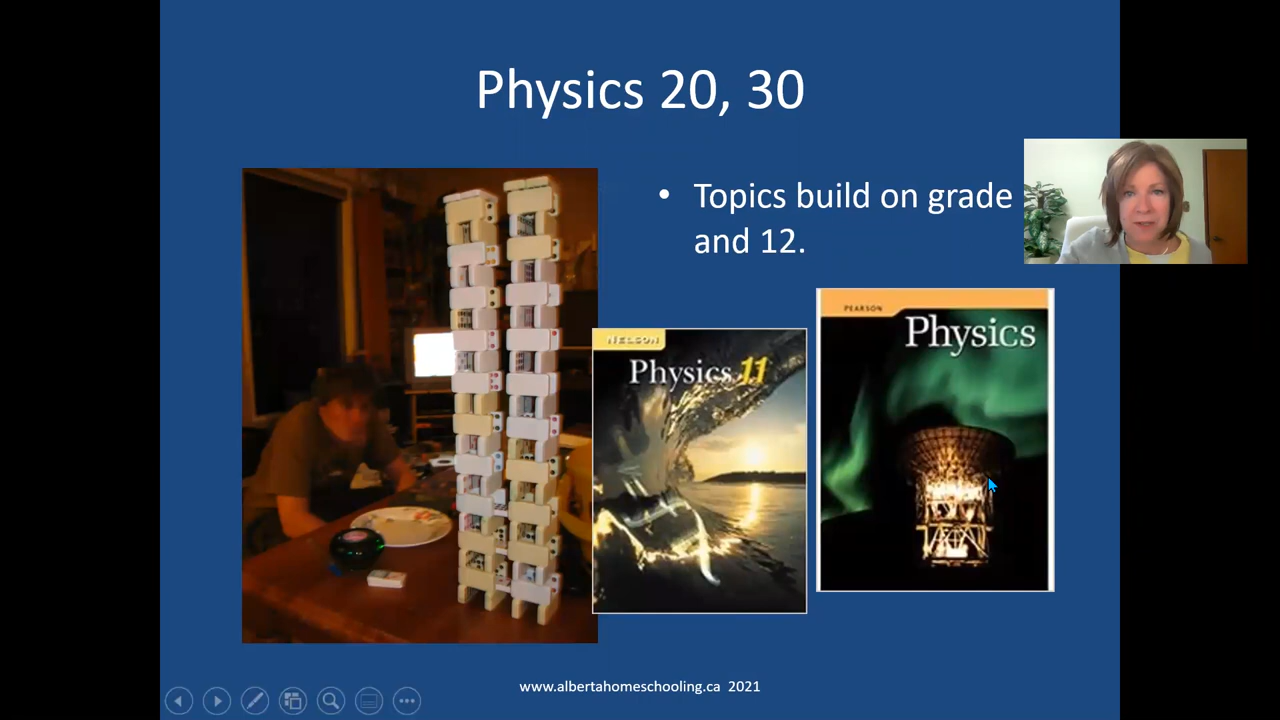 Physics 20, 30
• Topics build on grade
and 12.
NELSON
Physics 11
PEARSON
Physics
www.albertahomeschooling.ca 2021